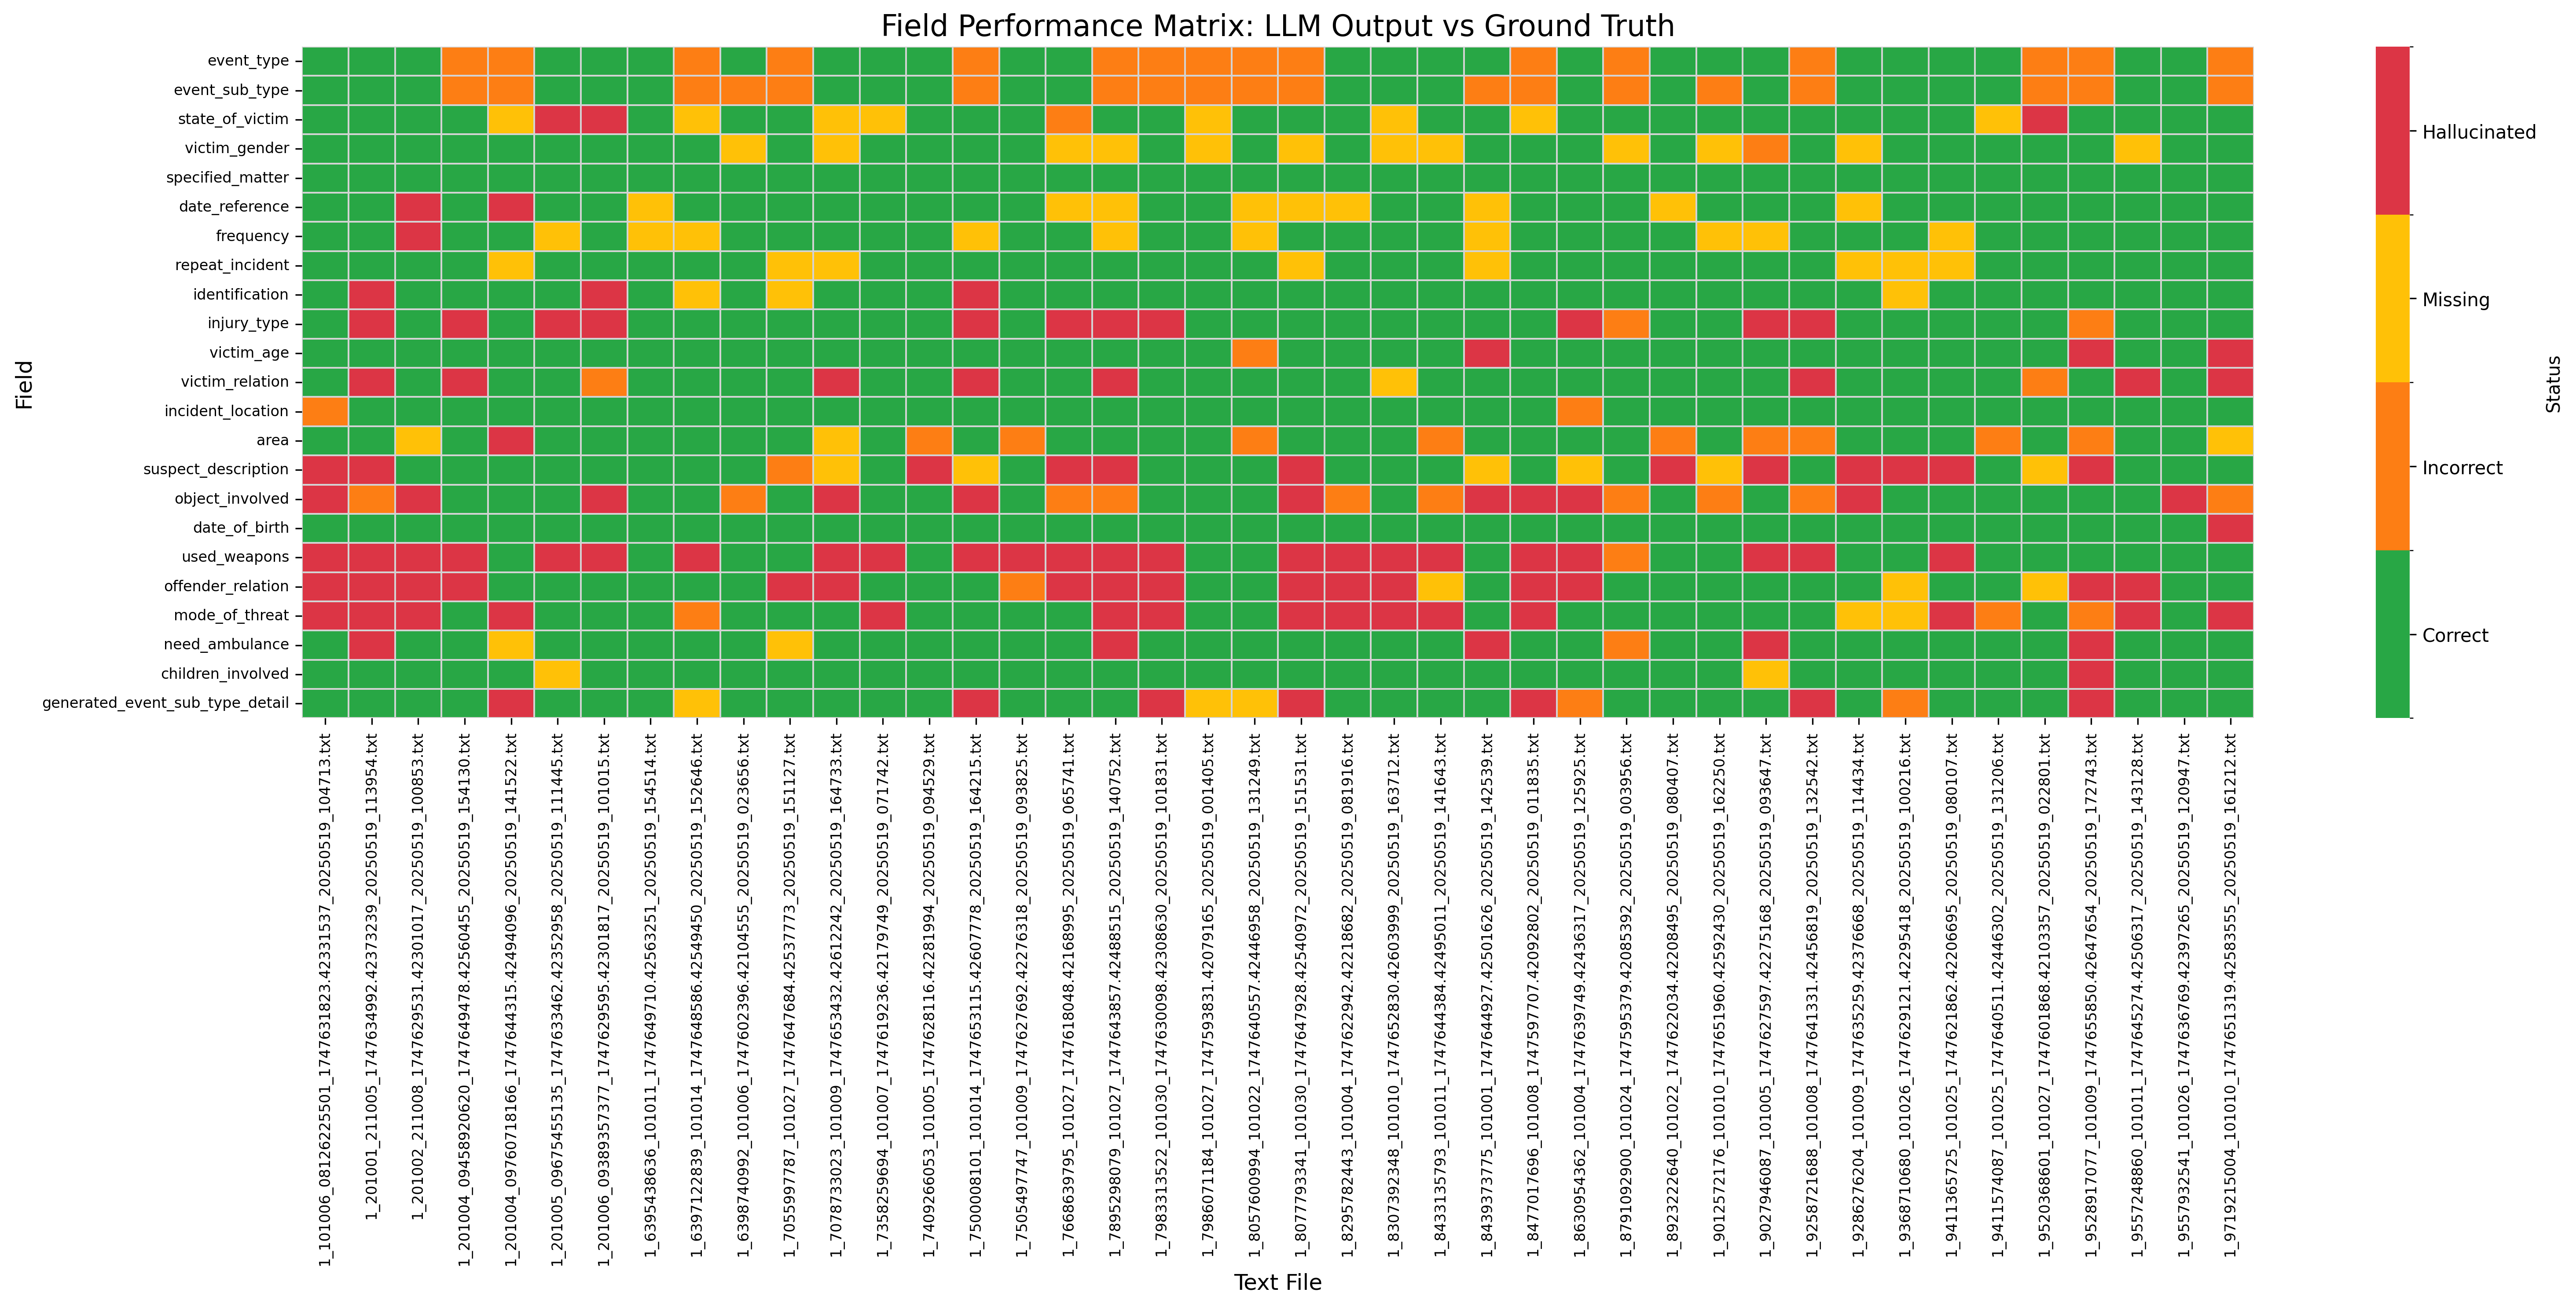 Field Performance Matrix: LLM Output vs Ground Truth
Field
event_type
event_sub_type
state_of_victim
victim_gender
specified_matter
date_reference
frequency
repeat_incident
identification
injury_type
victim_age
victim_relation
incident_location
area
suspect_description
object_involved
date_of_birth
used_weapons
offender_relation
mode_of_threat
need_ambulance
children_involved
generated_event_sub_type_detail
1_101006_08126225501_1747631823.42331537_20250519_104713.txt
1_201001_211005_1747634992.42373239_20250519_113954.txt
1_201002_211008_1747629531.42301017_20250519_100853.txt
1_201004_09458920620_1747649478.42560455_20250519_154130.txt
1_201004_09760718166_1747644315.42494096_20250519_141522.txt
1_201005_09675455135_1747633462.42352958_20250519_111445.txt
1_201006_09389357377_1747629595.42301817_20250519_101015.txt
1_6395438636_101011_1747649710.42563251_20250519_154514.txt
1_6397122839_101014_1747648586.42549450_20250519_152646.txt
1_6398740992_101006_1747602396.42104555_20250519_023656.txt
1_7055997787_101027_1747647684.42537773_20250519_151127.txt
1_7078733023_101009_1747653432.42612242_20250519_164733.txt
1_7358259694_101007_1747619236.42179749_20250519_071742.txt
1_7409266053_101005_1747628116.42281994_20250519_094529.txt
1_7500008101_101014_1747653115.42607778_20250519_164215.txt
1_7505497747_101009_1747627692.42276318_20250519_093825.txt
1_7668639795_101027_1747618048.42168995_20250519_065741.txt
1_7895298079_101027_1747643857.42488515_20250519_140752.txt
1_7983313522_101030_1747630098.42308630_20250519_101831.txt
1_7986071184_101027_1747593831.42079165_20250519_001405.txt
1_8057600994_101022_1747640557.42446958_20250519_131249.txt
1_8077793341_101030_1747647928.42540972_20250519_151531.txt
1_8295782443_101004_1747622942.42218682_20250519_081916.txt
1_8307392348_101010_1747652830.42603999_20250519_163712.txt
1_8433135793_101011_1747644384.42495011_20250519_141643.txt
1_8439373775_101001_1747644927.42501626_20250519_142539.txt
1_8477017696_101008_1747597707.42092802_20250519_011835.txt
1_8630954362_101004_1747639749.42436317_20250519_125925.txt
1_8791092900_101024_1747595379.42085392_20250519_003956.txt
1_8923222640_101022_1747622034.42208495_20250519_080407.txt
1_9012572176_101010_1747651960.42592430_20250519_162250.txt
1_9027946087_101005_1747627597.42275168_20250519_093647.txt
1_9258721688_101008_1747641331.42456819_20250519_132542.txt
1_9286276204_101009_1747635259.42376668_20250519_114434.txt
1_9368710680_101026_1747629121.42295418_20250519_100216.txt
1_9411365725_101025_1747621862.42206695_20250519_080107.txt
1_9411574087_101025_1747640511.42446302_20250519_131206.txt
1_9520368601_101027_1747601868.42103357_20250519_022801.txt
1_9528917077_101009_1747655850.42647654_20250519_172743.txt
1_9557248860_101011_1747645274.42506317_20250519_143128.txt
1_9557932541_101026_1747636769.42397265_20250519_120947.txt
1_9719215004_101010_1747651319.42583555_20250519_161212.txt
Text File
Hallucinated
Missing
Incorrect
Correct
Status